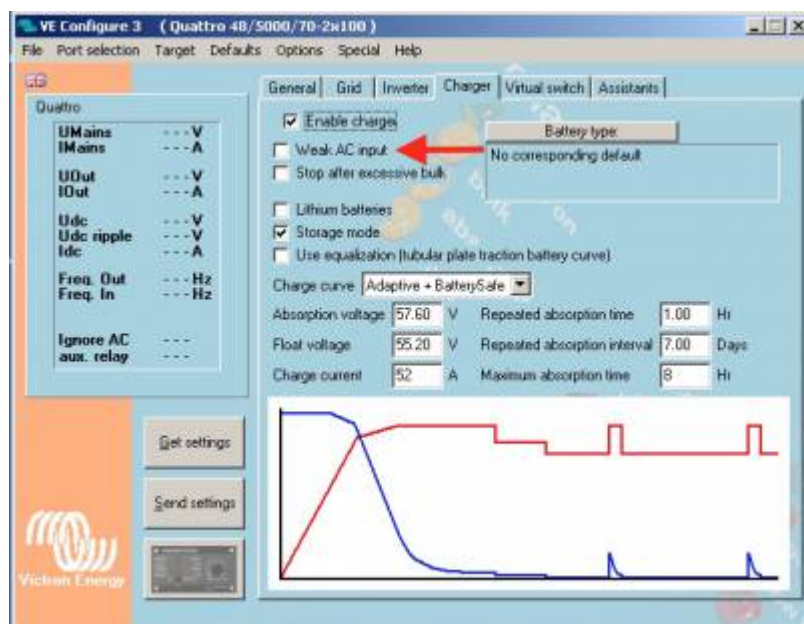 VE Configure 3 ( Quattro 48/5000/70-2x100 )
File Port selection Target Defaults Options Special Help
Quattro
UMains ---V
IMains ---A
UOut ---V
IOut ---A
Udc ---V
Udc ripple ---V
Idc ---A
Freq. Out ---Hz
Freq. In ---Hz
Ignore AC ---
aux. relay ---
Get settings
Send settings
Victron Energy
General Grid Inverter Charger Virtual switch Assistants
Enable charger
Weak AC input
Stop after excessive bulk
Battery type:
No corresponding default
Lithium batteries
Storage mode
Use equalization (tubular plate traction battery curve)
Charge curve Adaptive + BatterySafe
Absorption voltage 57.60 V Repeated absorption time 1.00 Hr
Float voltage 55.20 V Repeated absorption interval 7.00 Days
Charge current 52 A Maximum absorption time 8 Hr